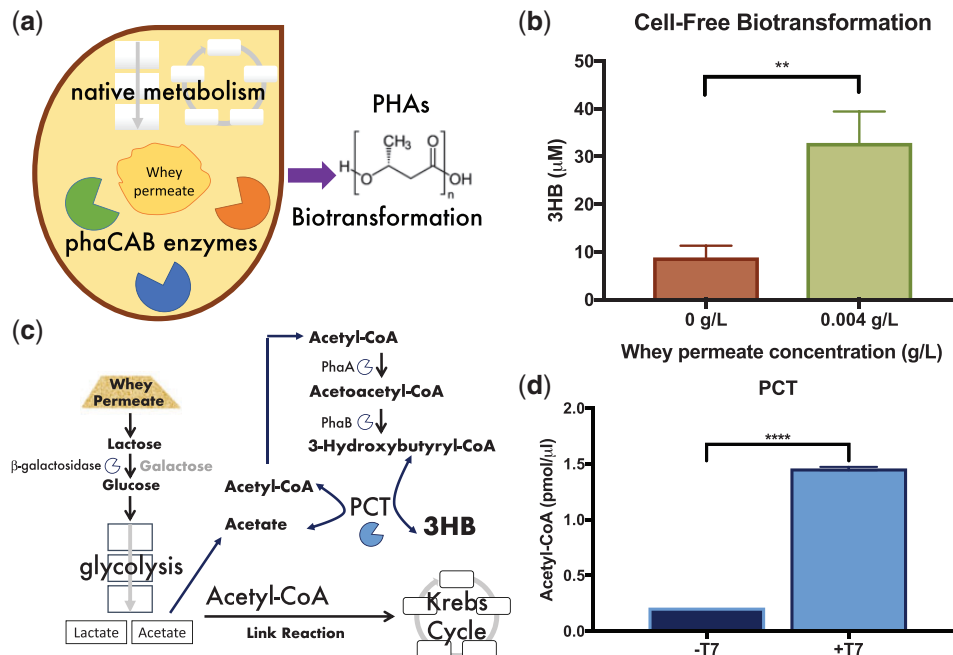 (a)
native metabolism
Whey
permeate
phaCAB enzymes
PHAs
CH₃
O
H
O
OH
n
Biotransformation
(b)
Cell-Free Biotransformation
50
40
30
20
10
0
3HB (μM)
**
0 g/L
0.004 g/L
Whey permeate concentration (g/L)
(c)
Whey
Permeate
Lactose
β-galactosidase
Galactose
Glucose
glycolysis
Lactate
Acetate
Acetyl-CoA
PhaA
Acetoacetyl-CoA
PhaB
3-Hydroxybutyryl-CoA
Acetyl-CoA
PCT
Acetate
3HB
Acetyl-CoA
Link Reaction
Krebs
Cycle
(d)
PCT
2.0
1.5
1.0
0.5
0.0
Acetyl-CoA (pmol/μl)
****
-T7
+T7